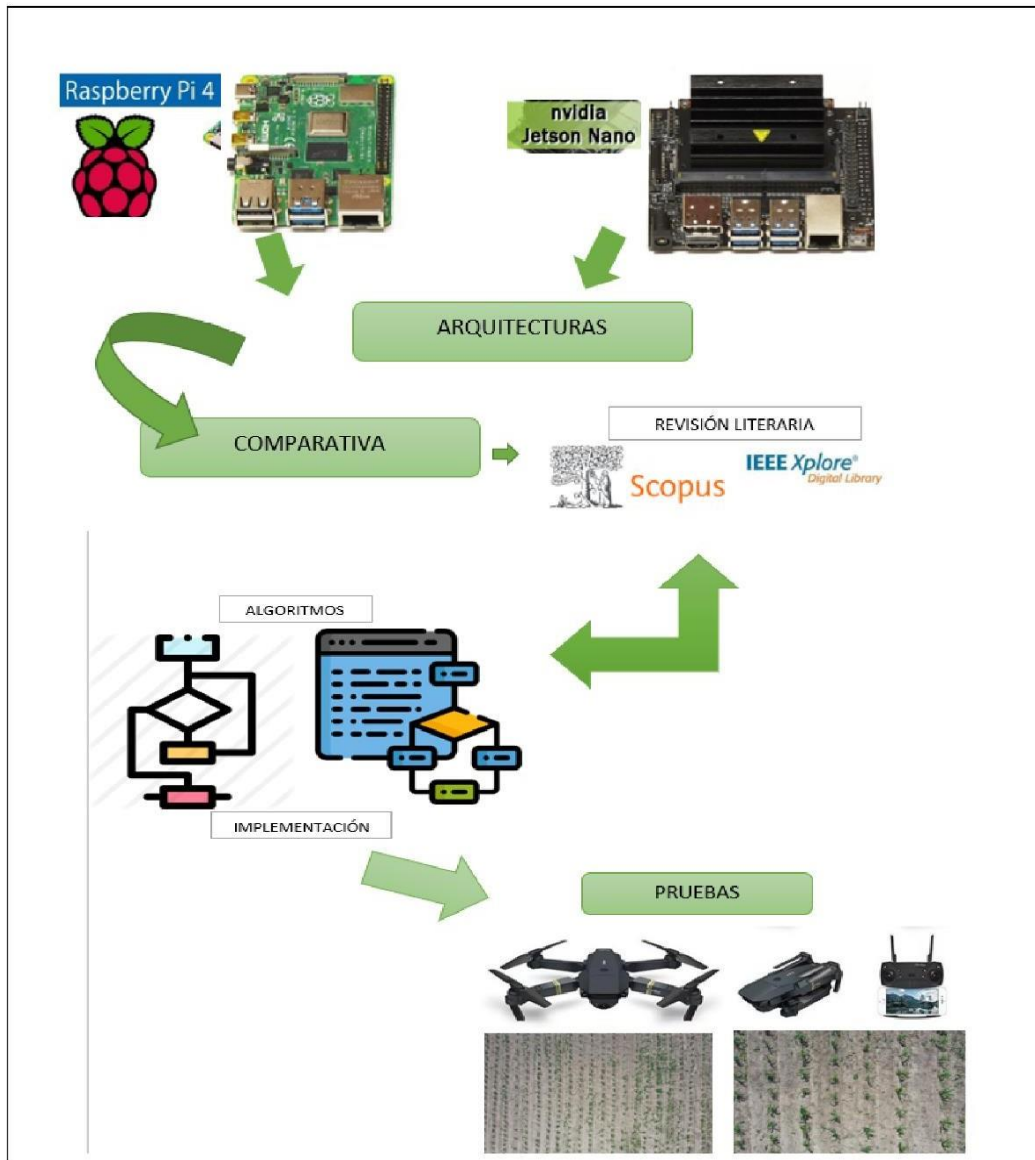 Raspberry Pi 4
nvidia
Jetson Nano
ARQUITECTURAS
COMPARATIVA
REVISIÓN LITERARIA
Scopus
IEEE Xplore®
Digital Library
ALGORITMOS
IMPLEMENTACIÓN
PRUEBAS